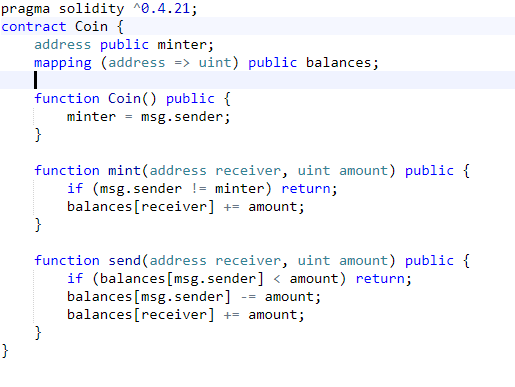 pragma solidity ^0.4.21;
contract Coin {
    address public minter;
    mapping (address => uint) public balances;

    function Coin() public {
        minter = msg.sender;
    }

    function mint(address receiver, uint amount) public {
        if (msg.sender != minter) return;
        balances[receiver] += amount;
    }

    function send(address receiver, uint amount) public {
        if (balances[msg.sender] < amount) return;
        balances[msg.sender] -= amount;
        balances[receiver] += amount;
    }
}